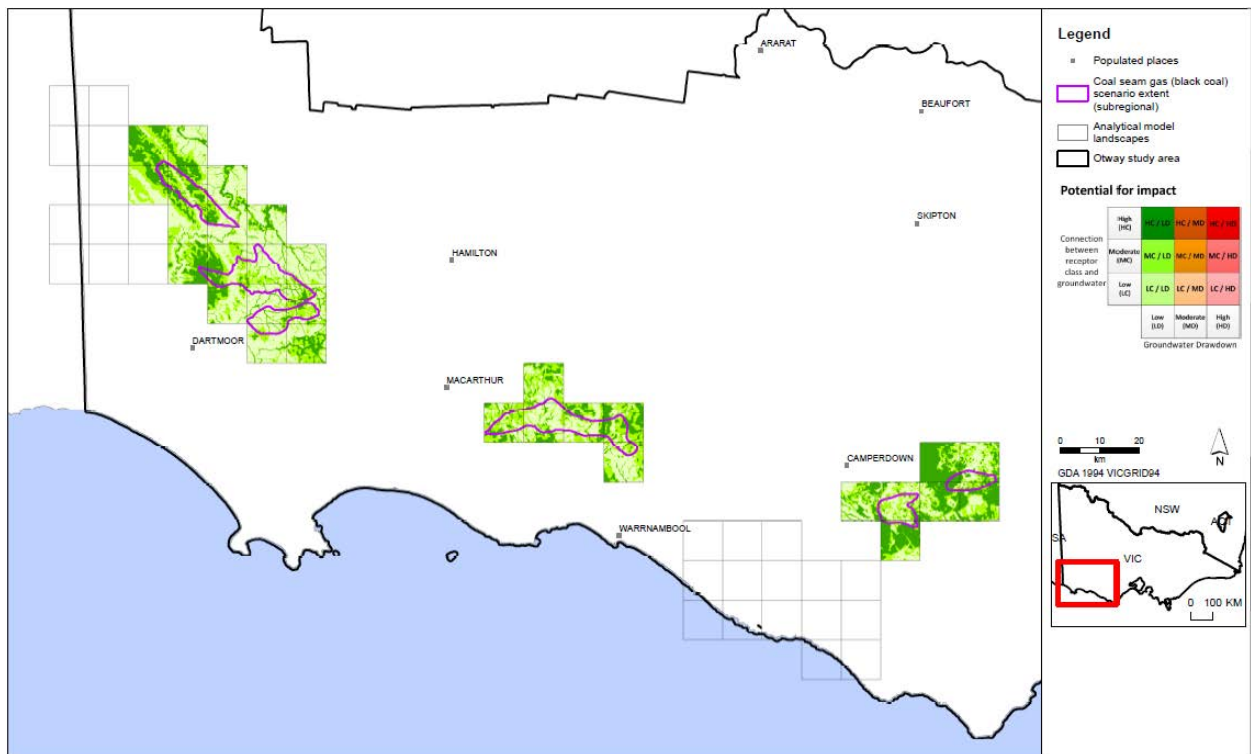 ARARAT
BEAUFORT
SKIPTON
HAMILTON
DARTMOOR
MACARTHUR
CAMPERDOWN
WARRNAMBOOL
Legend
Populated places
Coal seam gas (black coal)
scenario extent
(subregional)
Analytical model
landscapes
Otway study area
Potential for impact
Connection
between
receptor
class and
groundwater
High
(HC)
HC / LD
HC / MD
HC / HD
Moderate
(MC)
MC / LD
MC / MD
MC / HD
Low
(LC)
LC / LD
LC / MD
LC / HD
Low
(LD)
Moderate
(MD)
High
(HD)
Groundwater Drawdown
0 10 20
km
N
GDA 1994 VICGRID94
NSW
ACT
SA
VIC
0 100 KM